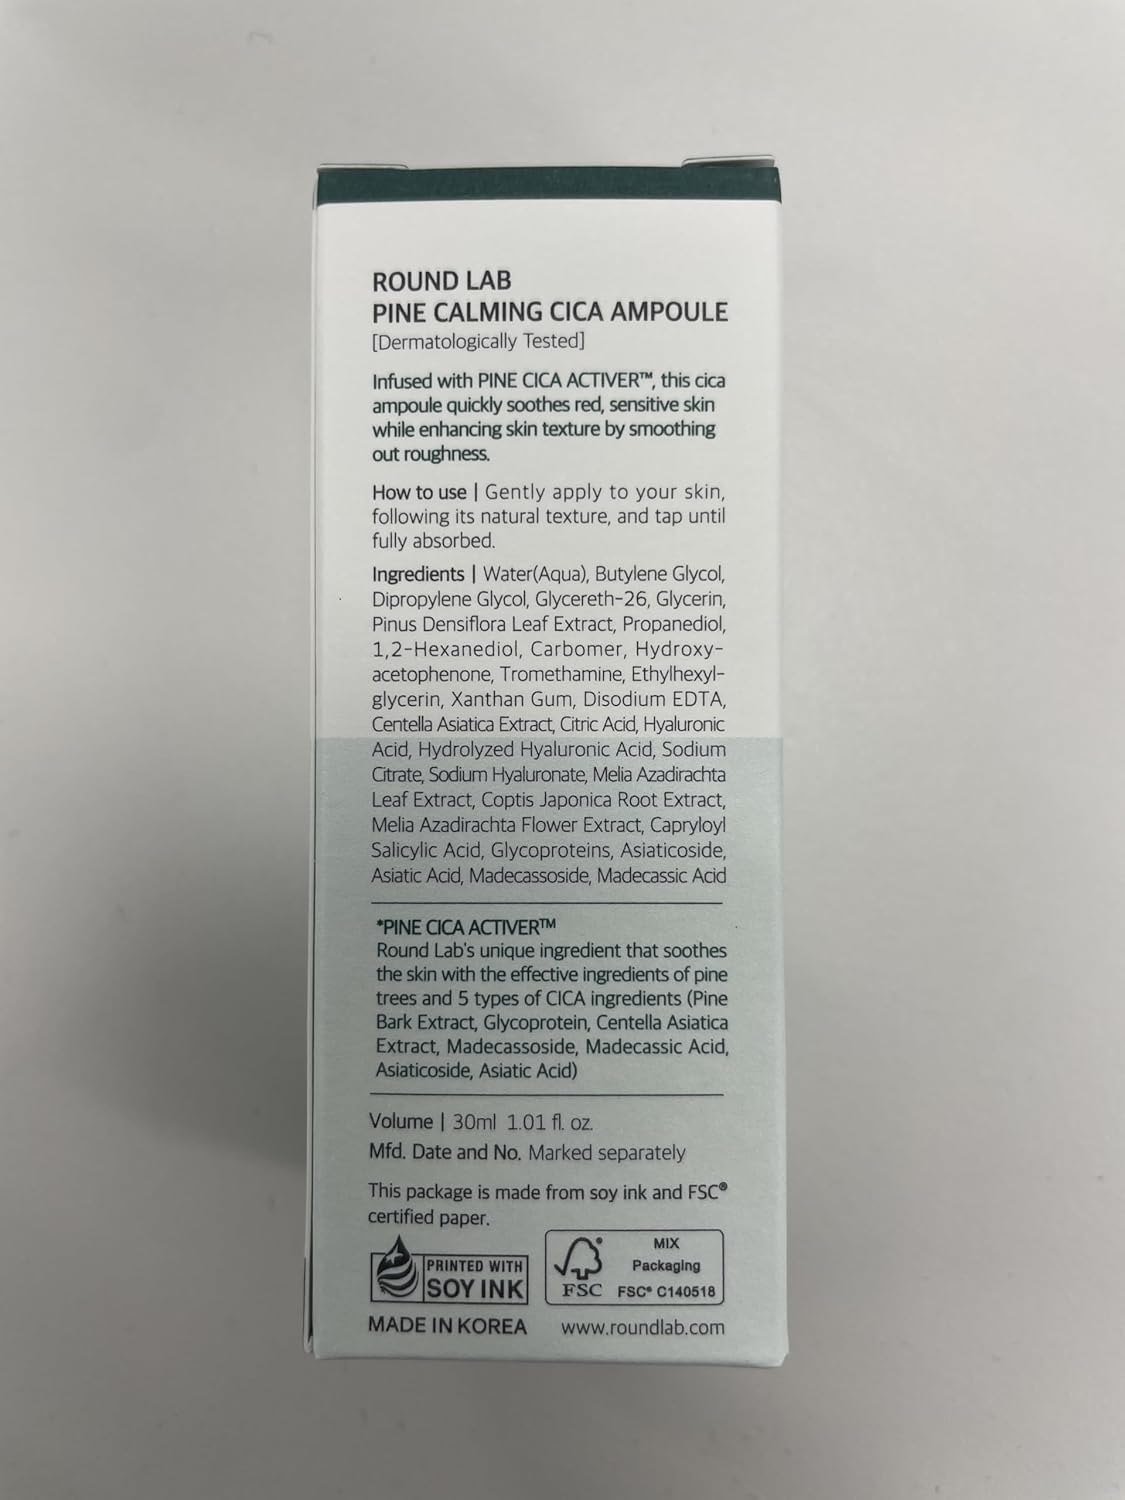 ROUND LAB
PINE CALMING CICA AMPOULE
[Dermatologically Tested]
Infused with PINE CICA ACTIVER™, this cica
ampoule quickly soothes red, sensitive skin
while enhancing skin texture by smoothing
out roughness.
How to use | Gently apply to your skin,
following its natural texture, and tap until
fully absorbed.
Ingredients | Water(Aqua), Butylene Glycol,
Dipropylene Glycol, Glycereth-26, Glycerin,
Pinus Densiflora Leaf Extract, Propanediol,
1,2-Hexanediol, Carbomer, Hydroxy-
acetophenone, Tromethamine, Ethylhexyl-
glycerin, Xanthan Gum, Disodium EDTA,
Centella Asiatica Extract, Citric Acid, Hyaluronic
Acid, Hydrolyzed Hyaluronic Acid, Sodium
Citrate, Sodium Hyaluronate, Melia Azadirachta
Leaf Extract, Coptis Japonica Root Extract,
Melia Azadirachta Flower Extract, Capryloyl
Salicylic Acid, Glycoproteins, Asiaticoside,
Asiatic Acid, Madecassoside, Madecassic Acid
*PINE CICA ACTIVER™
Round Lab's unique ingredient that soothes
the skin with the effective ingredients of pine
trees and 5 types of CICA ingredients (Pine
Bark Extract, Glycoprotein, Centella Asiatica
Extract, Madecassoside, Madecassic Acid,
Asiaticoside, Asiatic Acid)
Volume | 30ml 1.01 fl. oz.
Mfd. Date and No. Marked separately
This package is made from soy ink and FSC®
certified paper.
PRINTED WITH
SOY INK
FSC
MIX
Packaging
FSC® C140518
MADE IN KOREA
www.roundlab.com